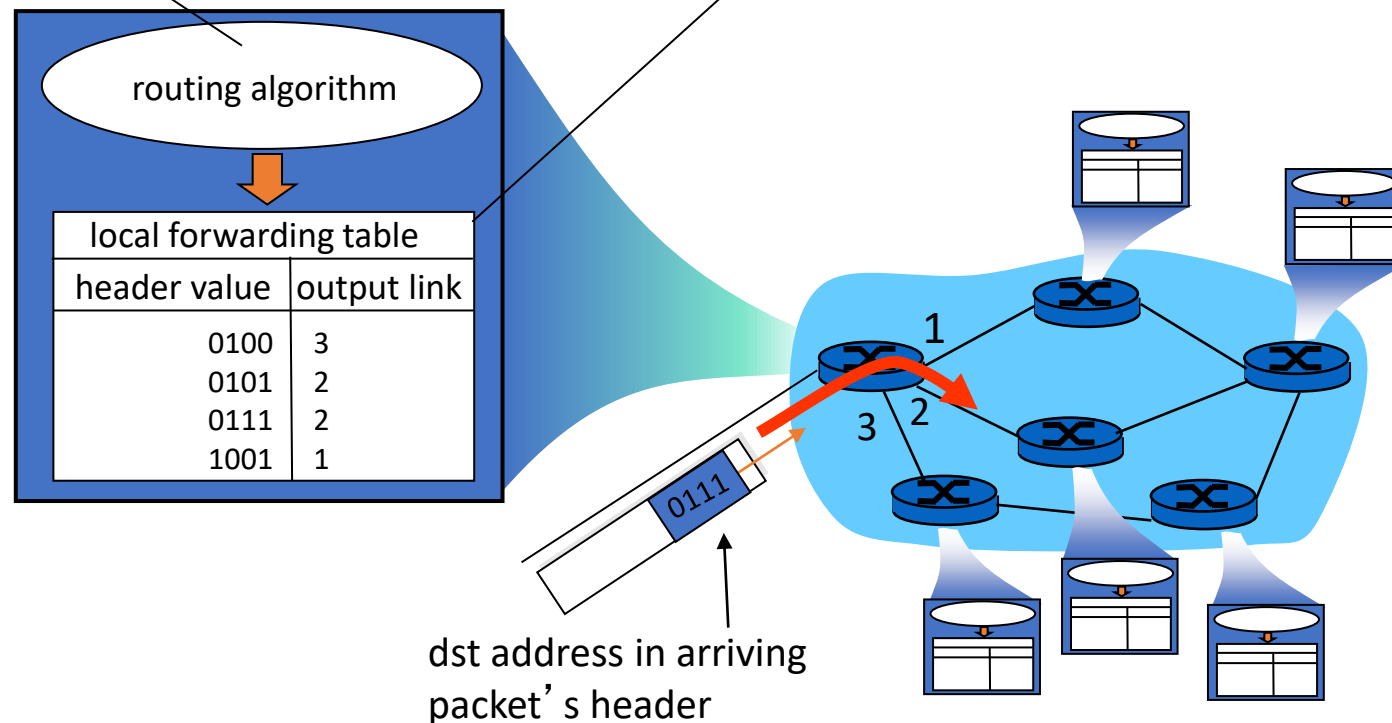 routing algorithm
local forwarding table
header value output link
0100 3
0101 2
0111 2
1001 1
1
2
3
0111
dst address in arriving
packet’s header